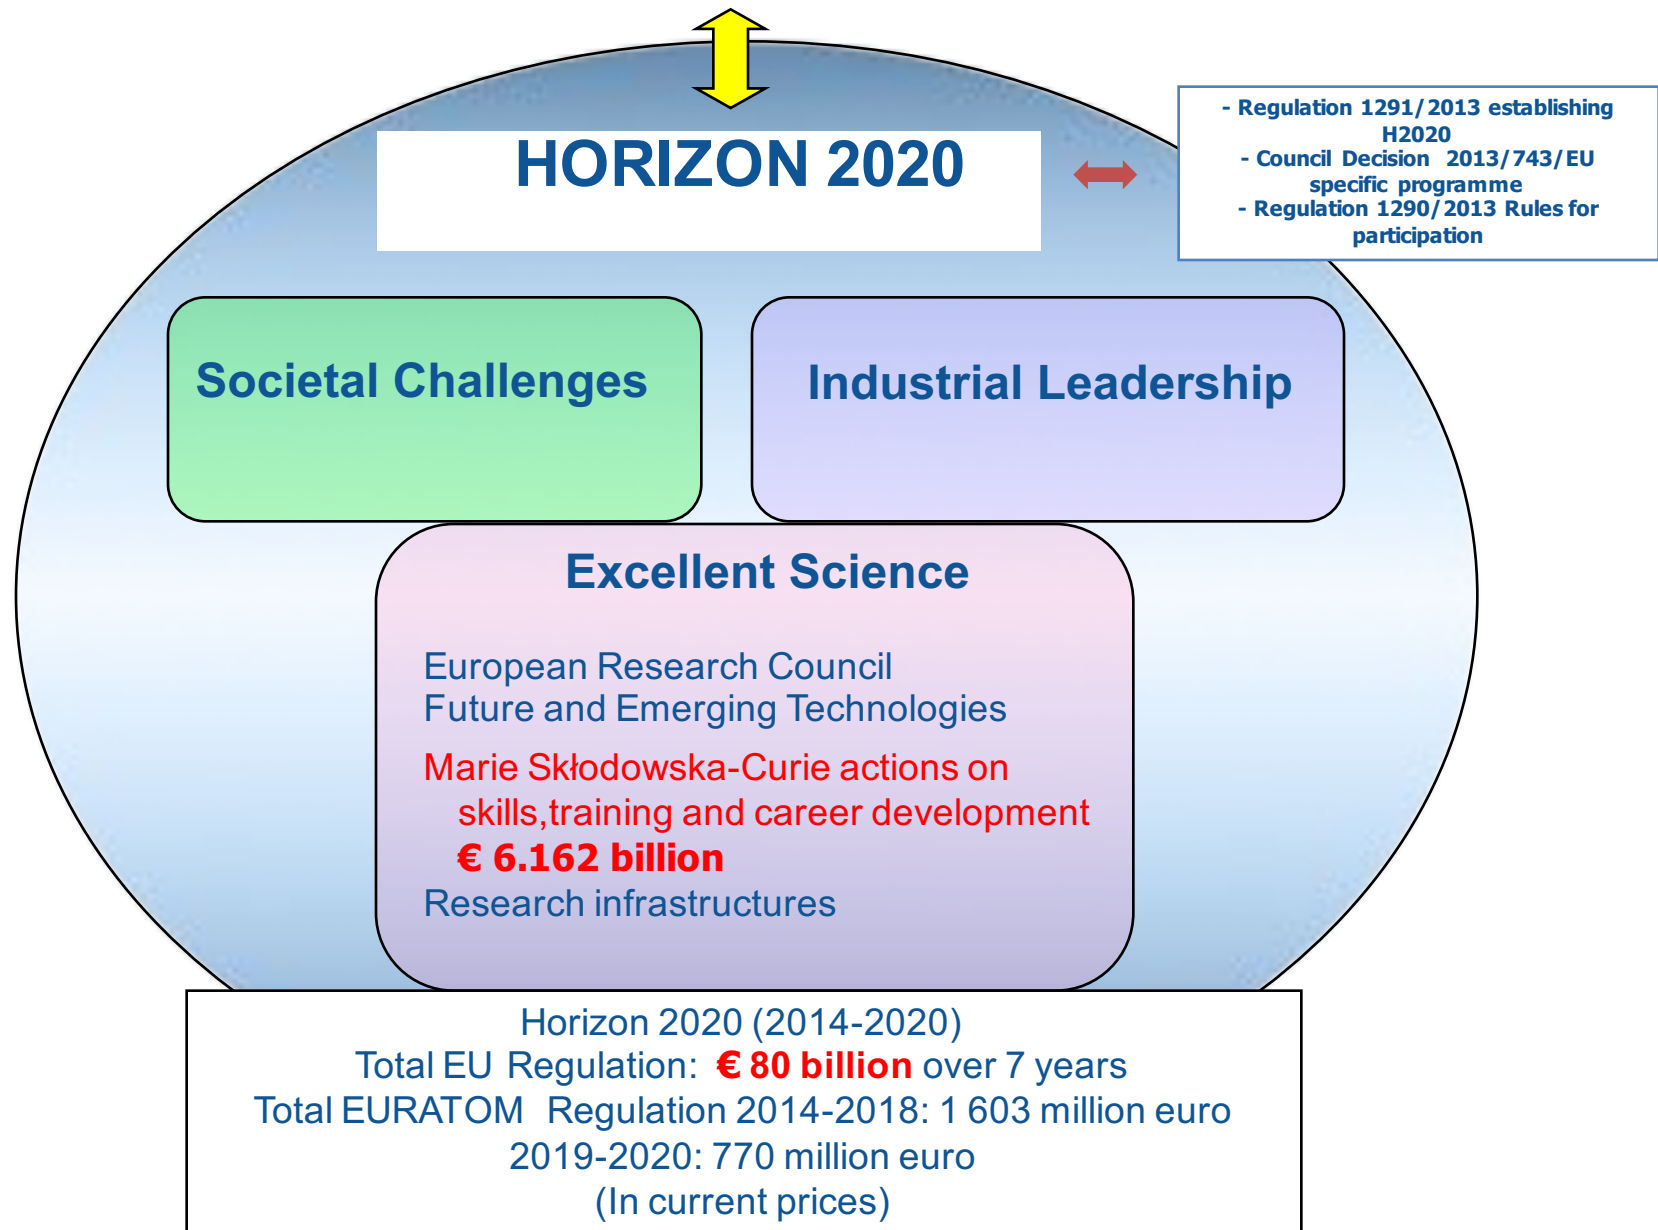 HORIZON 2020
- Regulation 1291/2013 establishing
H2020
- Council Decision 2013/743/EU
specific programme
- Regulation 1290/2013 Rules for
participation
Societal Challenges
Industrial Leadership
Excellent Science
European Research Council
Future and Emerging Technologies
Marie Skłodowska-Curie actions on
skills,training and career development
€ 6.162 billion
Research infrastructures
Horizon 2020 (2014-2020)
Total EU Regulation: € 80 billion over 7 years
Total EURATOM Regulation 2014-2018: 1 603 million euro
2019-2020: 770 million euro
(In current prices)